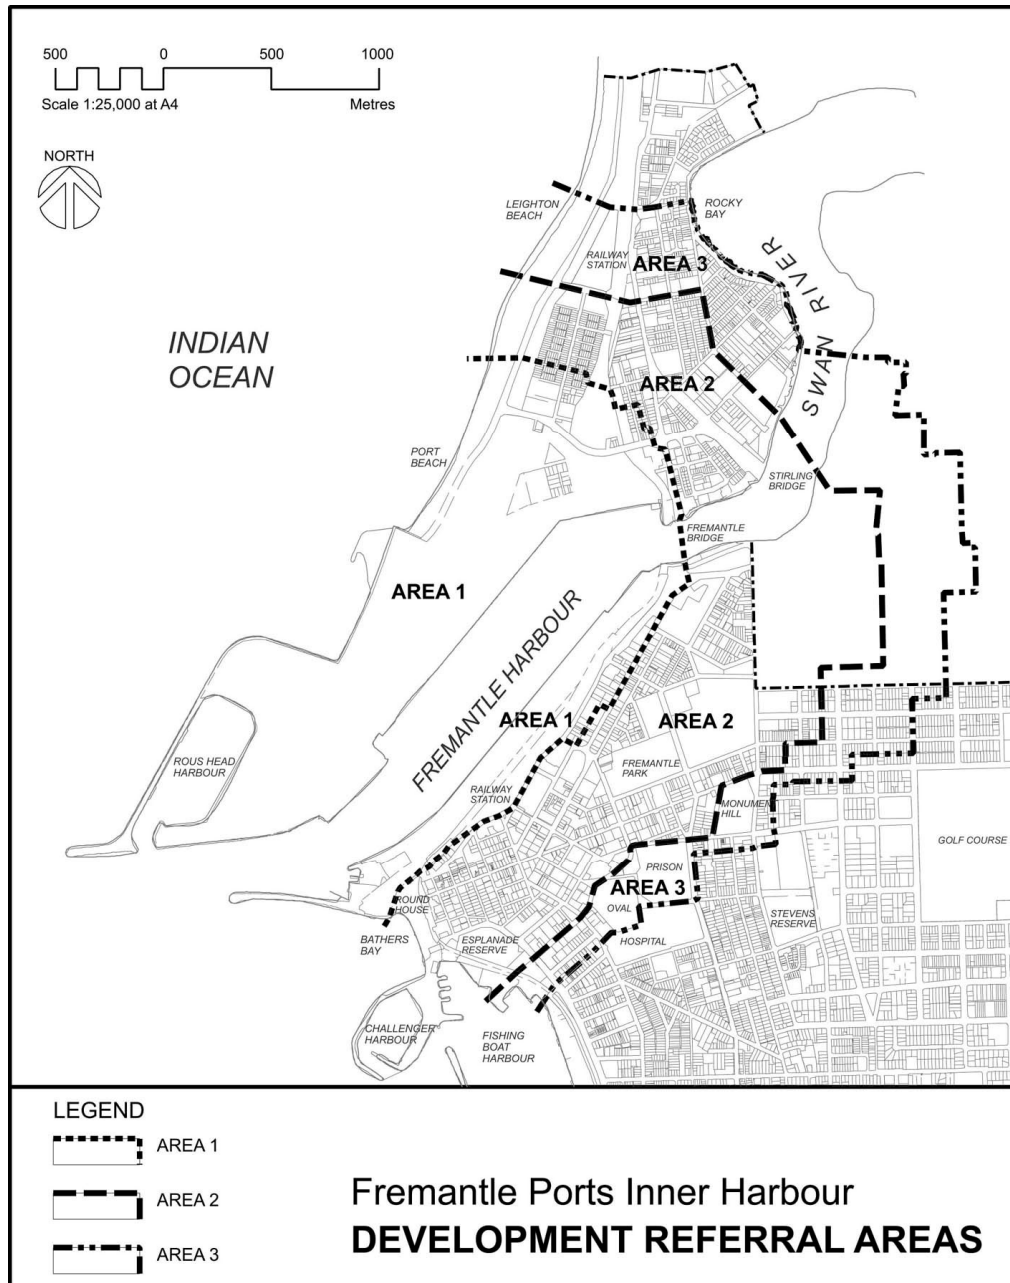 500 0 500 1000
Scale 1:25,000 at A4 Metres
NORTH
LEIGHTON
BEACH
ROCKY
BAY
RAILWAY
STATION
AREA 3
SWAN RIVER
INDIAN
OCEAN
AREA 2
PORT
BEACH
STIRLING
BRIDGE
FREMANTLE
BRIDGE
AREA 1
FREMANTLE HARBOUR
AREA 1
AREA 2
ROUS HEAD
HARBOUR
FREMANTLE
PARK
RAILWAY
STATION
MONUMEN
HILL
GOLF COURSE
PRISON
AREA 3
ROUND
HOUSE
OVAL
STEVENS
RESERVE
BATHERS
BAY
ESPLANADE
RESERVE
HOSPITAL
CHALLENGER
HARBOUR
FISHING
BOAT
HARBOUR
LEGEND
AREA 1
AREA 2
AREA 3
Fremantle Ports Inner Harbour
DEVELOPMENT REFERRAL AREAS